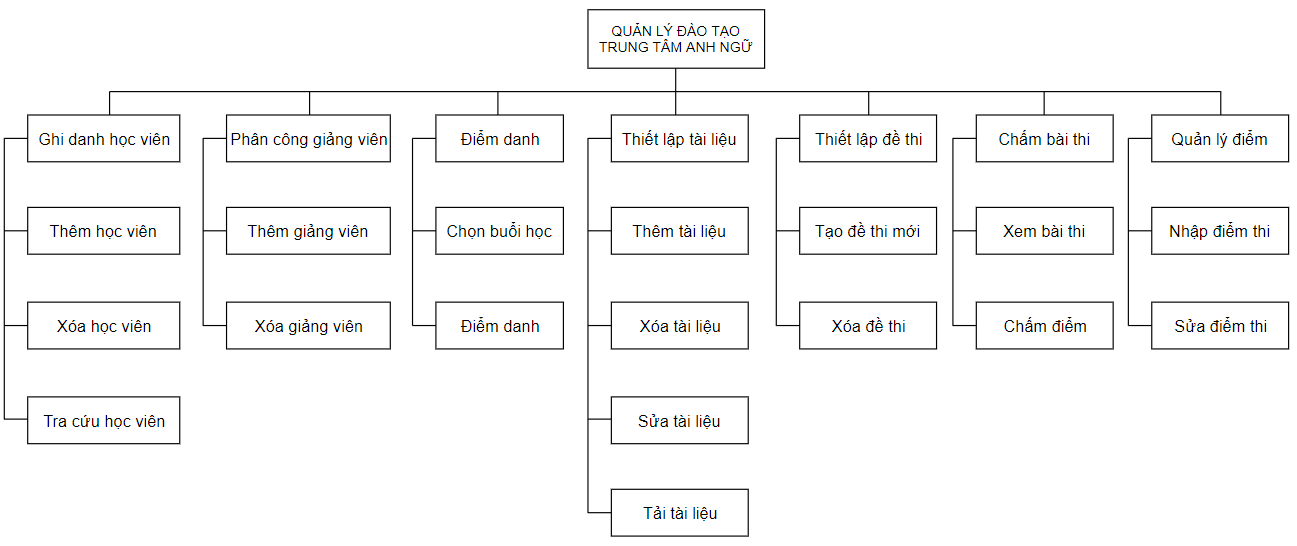 QUẢN LÝ ĐÀO TẠO
TRUNG TÂM ANH NGỮ
Ghi danh học viên
Phân công giảng viên
Điểm danh
Thiết lập tài liệu
Thiết lập đề thi
Chấm bài thi
Quản lý điểm
Thêm học viên
Thêm giảng viên
Chọn buổi học
Thêm tài liệu
Tạo đề thi mới
Xem bài thi
Nhập điểm thi
Xóa học viên
Xóa giảng viên
Điểm danh
Xóa tài liệu
Xóa đề thi
Chấm điểm
Sửa điểm thi
Tra cứu học viên
Sửa tài liệu
Tải tài liệu